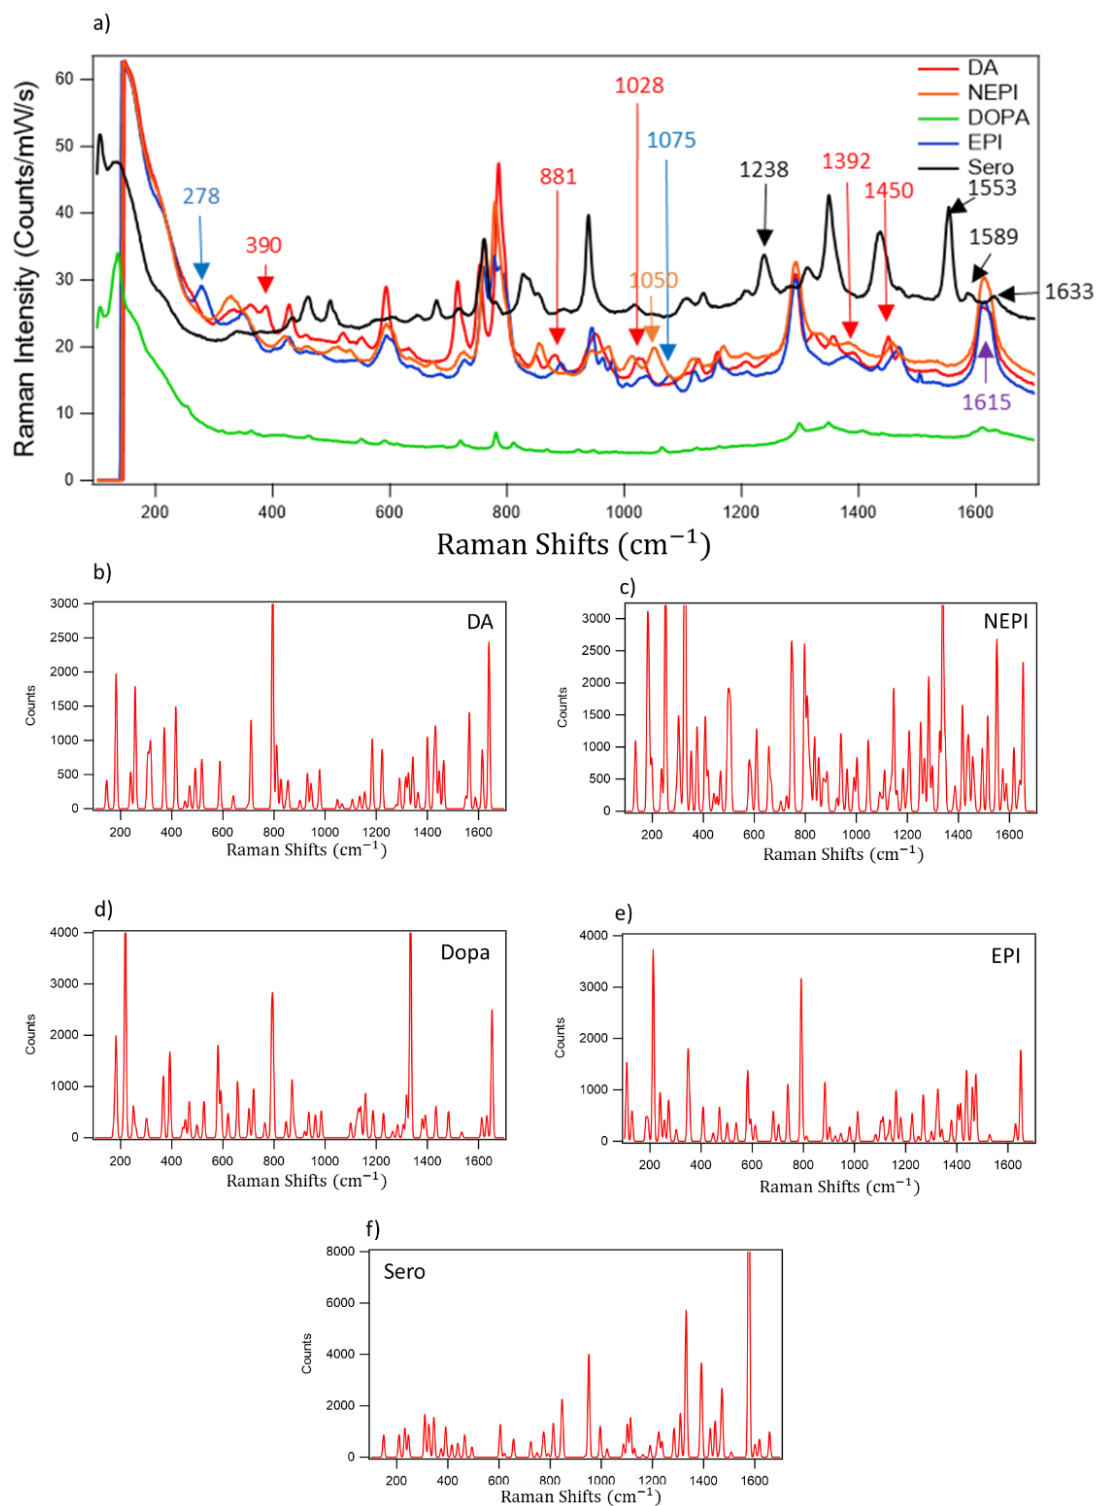 a)
Raman Intensity (Counts/mW/s)
60
50
40
30
20
10
0
DA
NEPI
DOPA
EPI
Sero
278
390
881
1028
1075
1050
1238
1392
1450
1553
1589
1633
1615
200 400 600 800 1000 1200 1400 1600
Raman Shifts (cm⁻¹)
b)
DA
Counts
3000
2500
2000
1500
1000
500
0
200 400 600 800 1000 1200 1400 1600
Raman Shifts (cm⁻¹)
c)
NEPI
Counts
3000
2500
2000
1500
1000
500
0
200 400 600 800 1000 1200 1400 1600
Raman Shifts (cm⁻¹)
d)
Dopa
Counts
4000
3000
2000
1000
0
200 400 600 800 1000 1200 1400 1600
Raman Shifts (cm⁻¹)
e)
EPI
Counts
4000
3000
2000
1000
0
200 400 600 800 1000 1200 1400 1600
Raman Shifts (cm⁻¹)
f)
Sero
Counts
8000
6000
4000
2000
0
200 400 600 800 1000 1200 1400 1600
Raman Shifts (cm⁻¹)